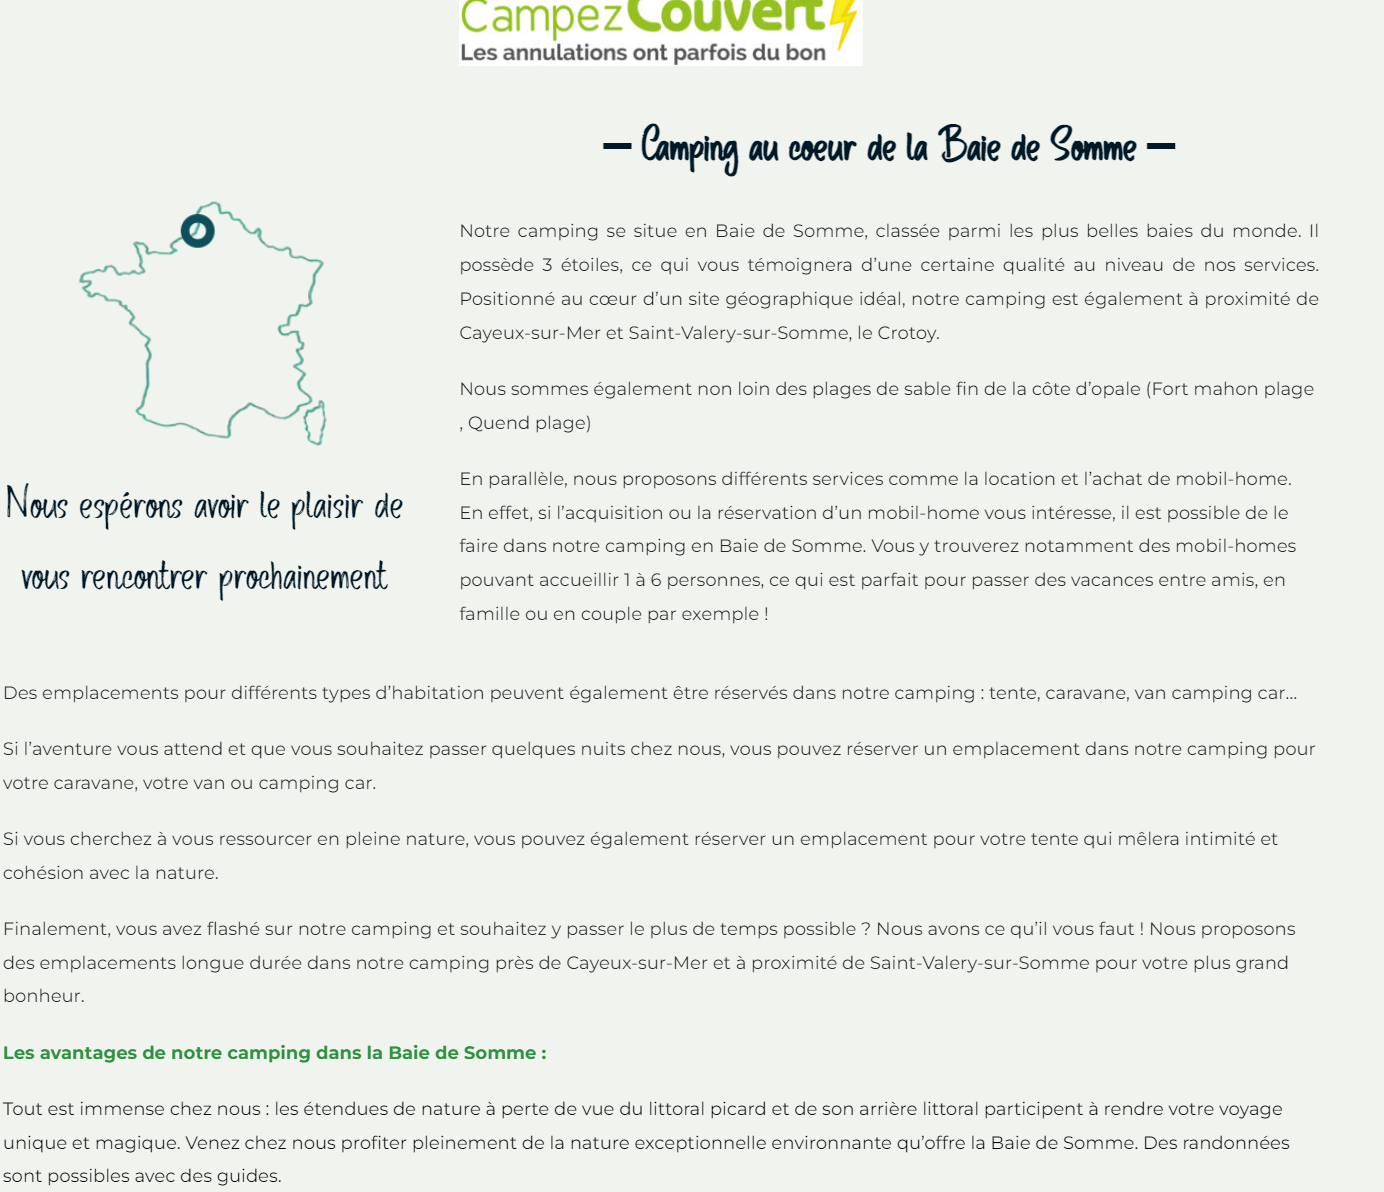 CampezCouvert
Les annulations ont parfois du bon
– Camping au coeur de la Baie de Somme –
Notre camping se situe en Baie de Somme, classée parmi les plus belles baies du monde. Il
possède 3 étoiles, ce qui vous témoignera d’une certaine qualité au niveau de nos services.
Positionné au cœur d’un site géographique idéal, notre camping est également à proximité de
Cayeux-sur-Mer et Saint-Valery-sur-Somme, le Crotoy.
Nous sommes également non loin des plages de sable fin de la côte d’opale (Fort mahon plage
, Quend plage)
En parallèle, nous proposons différents services comme la location et l’achat de mobil-home.
En effet, si l’acquisition ou la réservation d’un mobil-home vous intéresse, il est possible de le
faire dans notre camping en Baie de Somme. Vous y trouverez notamment des mobil-homes
pouvant accueillir 1 à 6 personnes, ce qui est parfait pour passer des vacances entre amis, en
famille ou en couple par exemple !
Nous espérons avoir le plaisir de
vous rencontrer prochainement
Des emplacements pour différents types d’habitation peuvent également être réservés dans notre camping : tente, caravane, van camping car…
Si l’aventure vous attend et que vous souhaitez passer quelques nuits chez nous, vous pouvez réserver un emplacement dans notre camping pour
votre caravane, votre van ou camping car.
Si vous cherchez à vous ressourcer en pleine nature, vous pouvez également réserver un emplacement pour votre tente qui mêlera intimité et
cohésion avec la nature.
Finalement, vous avez flashé sur notre camping et souhaitez y passer le plus de temps possible ? Nous avons ce qu’il vous faut ! Nous proposons
des emplacements longue durée dans notre camping près de Cayeux-sur-Mer et à proximité de Saint-Valery-sur-Somme pour votre plus grand
bonheur.
Les avantages de notre camping dans la Baie de Somme :
Tout est immense chez nous : les étendues de nature à perte de vue du littoral picard et de son arrière littoral participent à rendre votre voyage
unique et magique. Venez chez nous profiter pleinement de la nature exceptionnelle environnante qu’offre la Baie de Somme. Des randonnées
sont possibles avec des guides.